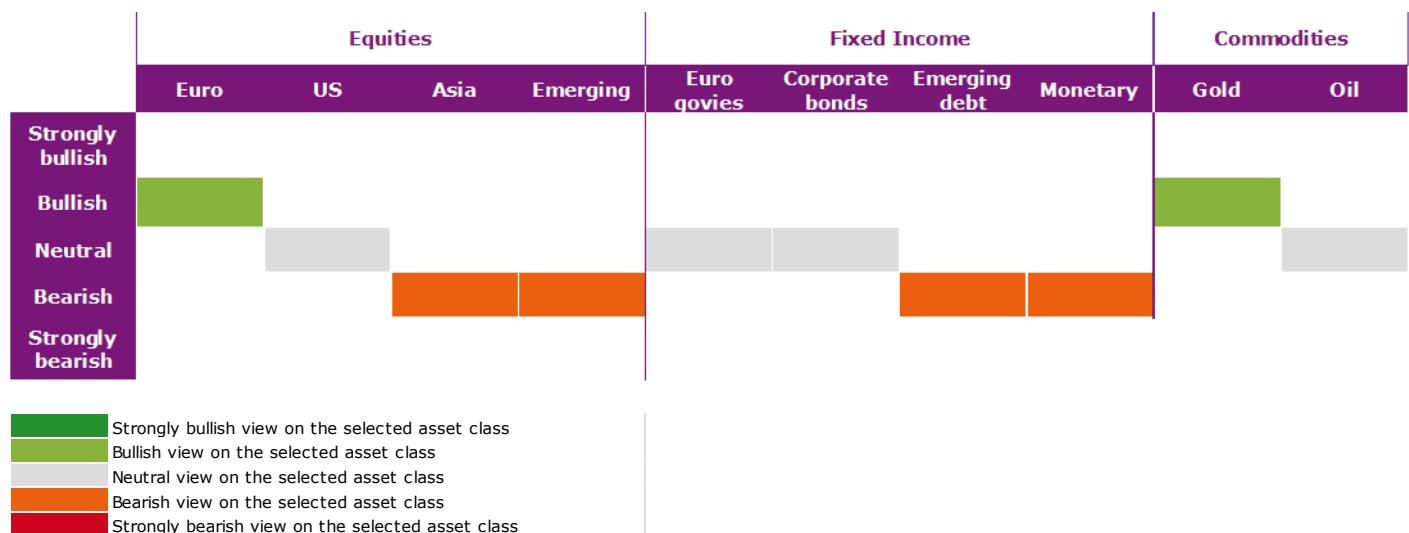 Equities Fixed Income Commodities
Euro US Asia Emerging Euro govies Corporate bonds Emerging debt Monetary Gold Oil
Strongly bullish
Bullish
Neutral
Bearish
Strongly bearish
Strongly bullish view on the selected asset class
Bullish view on the selected asset class
Neutral view on the selected asset class
Bearish view on the selected asset class
Strongly bearish view on the selected asset class